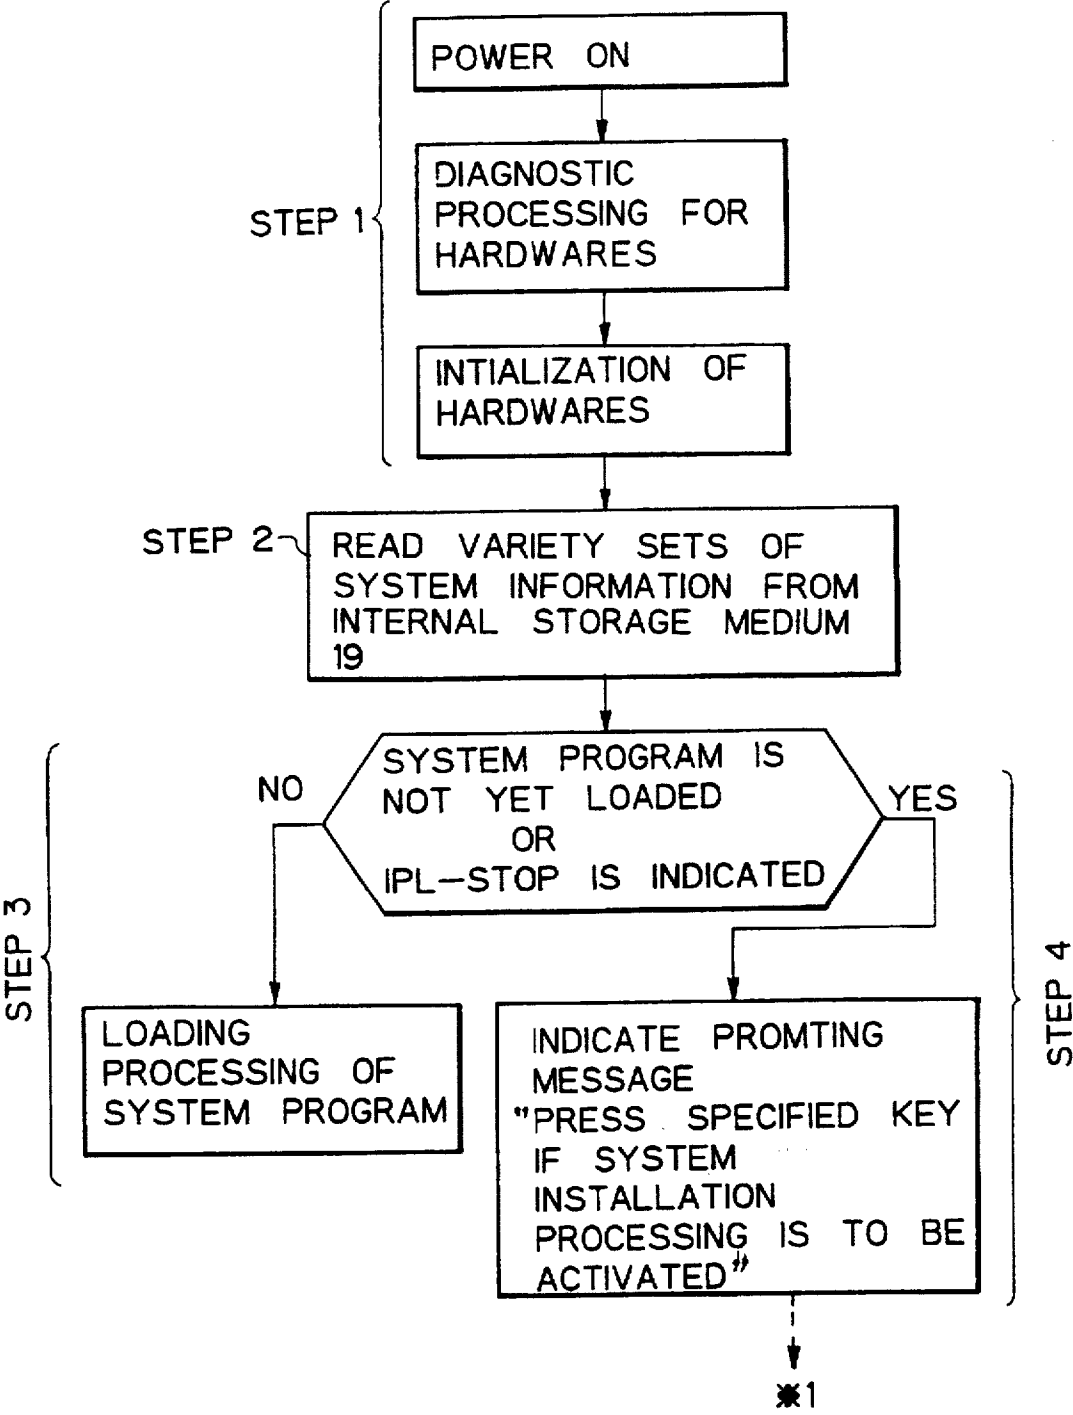 POWER ON
DIAGNOSTIC
PROCESSING FOR
HARDWARES
STEP 1
INTIALIZATION OF
HARDWARES
STEP 2
READ VARIETY SETS OF
SYSTEM INFORMATION FROM
INTERNAL STORAGE MEDIUM
19
SYSTEM PROGRAM IS
NOT YET LOADED
OR
IPL-STOP IS INDICATED
NO
YES
STEP 3
LOADING
PROCESSING OF
SYSTEM PROGRAM
STEP 4
INDICATE PROMTING
MESSAGE
"PRESS SPECIFIED KEY
IF SYSTEM
INSTALLATION
PROCESSING IS TO BE
ACTIVATED"
※1